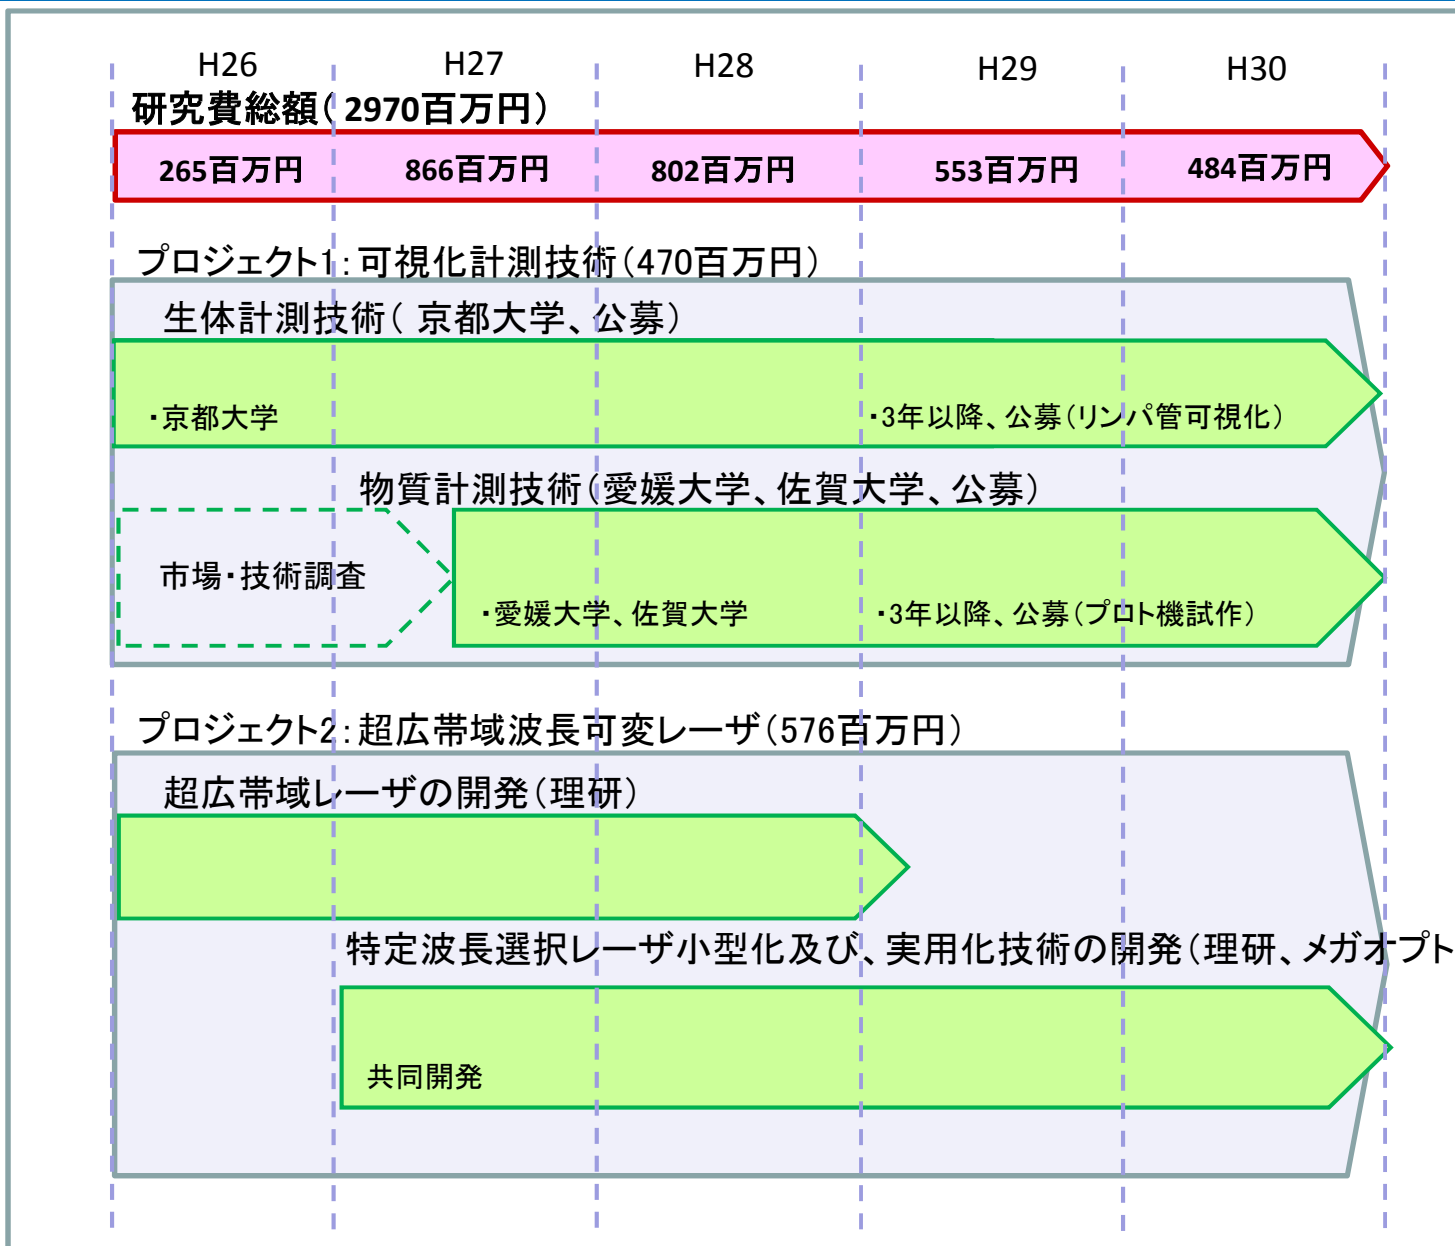 H26 H27 H28 H29 H30
研究費総額( 2970百万円)
265百万円 866百万円 802百万円 553百万円 484百万円
プロジェクト1:可視化計測技術(470百万円)
生体計測技術( 京都大学、公募)
・京都大学 ・3年以降、公募(リンパ管可視化)
物質計測技術(愛媛大学、佐賀大学、公募)
市場・技術調査
・愛媛大学、佐賀大学 ・3年以降、公募(プロト機試作)
プロジェクト2:超広帯域波長可変レーザ(576百万円)
超広帯域レーザの開発(理研)
特定波長選択レーザ小型化及び、実用化技術の開発(理研、メガオプト
共同開発